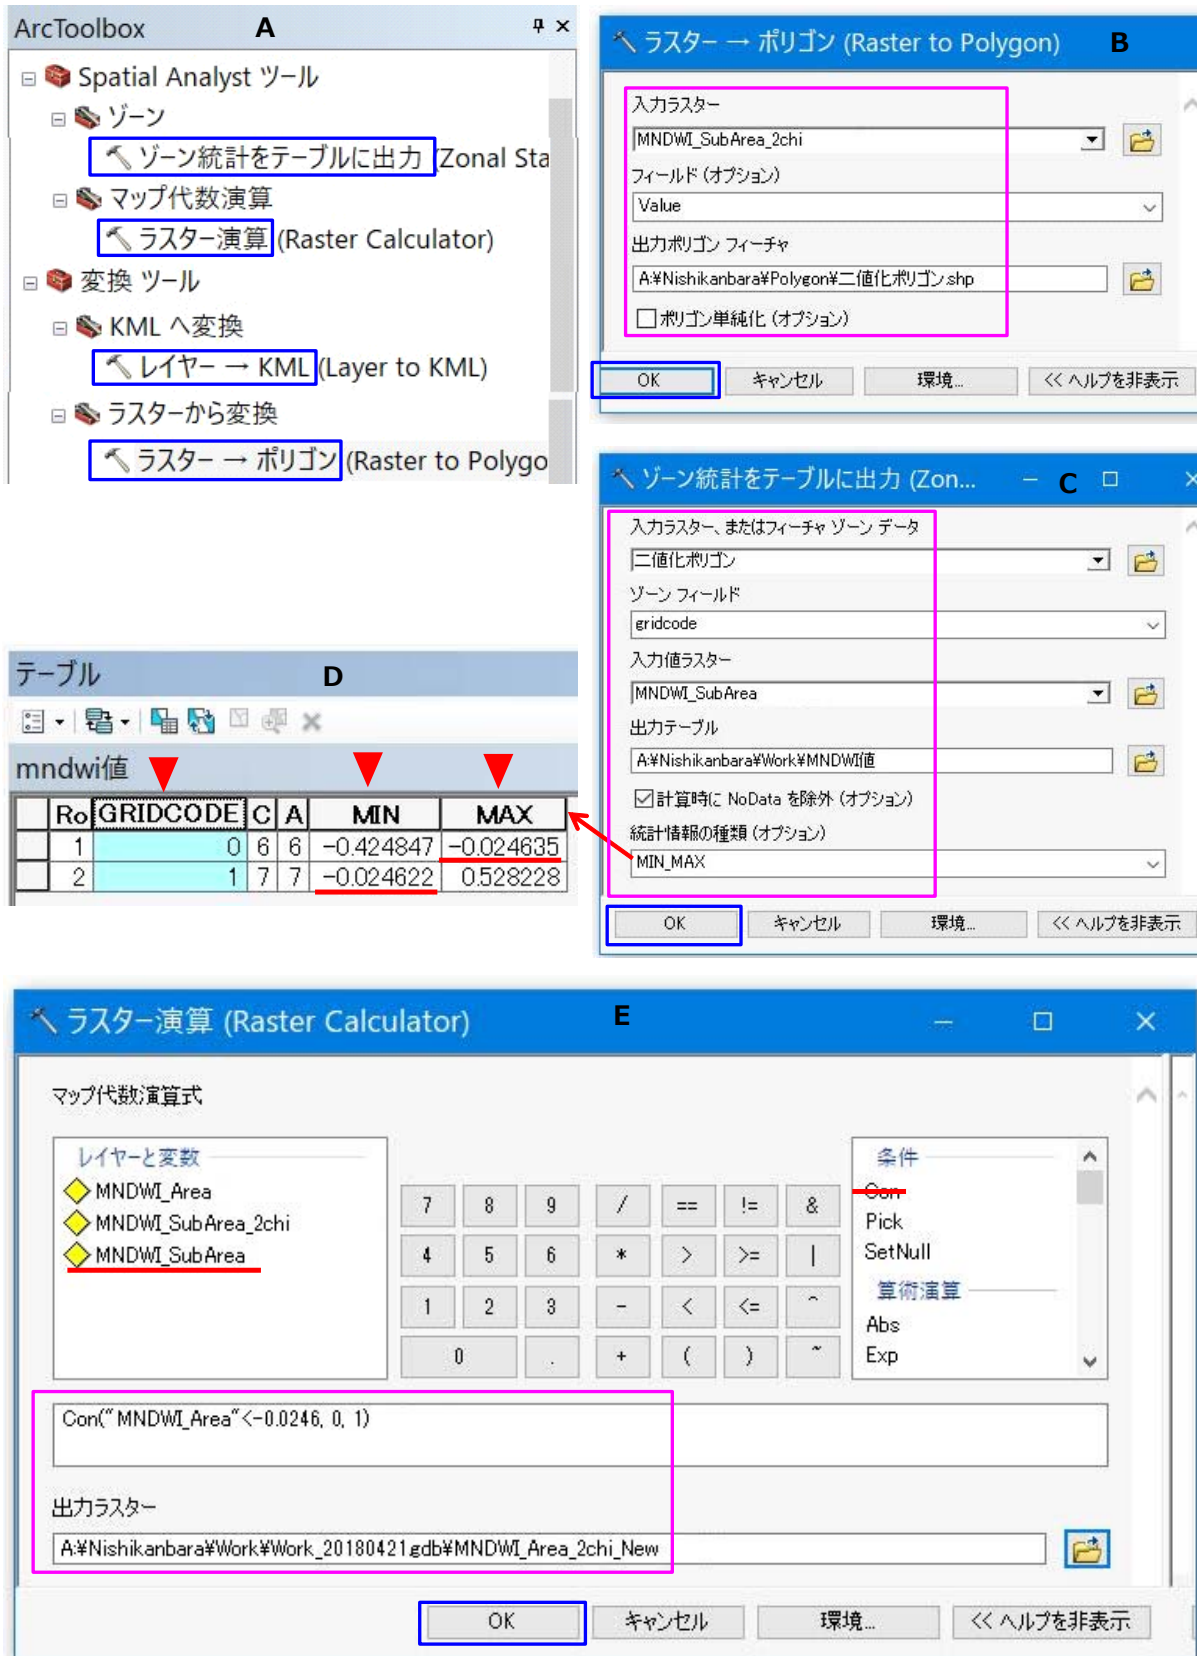 ArcToolbox A
Spatial Analyst ツール
ゾーン
ゾーン統計をテーブルに出力 (Zonal Sta
マップ代数演算
ラスター演算 (Raster Calculator)
変換 ツール
KML へ変換
レイヤー → KML (Layer to KML)
ラスターから変換
ラスター → ポリゴン (Raster to Polygo
ラスター → ポリゴン (Raster to Polygon) B
入力ラスター
MNDWI_SubArea_2chi
フィールド (オプション)
Value
出力ポリゴン フィーチャ
A:¥Nishikanbara¥Polygon¥二値化ポリゴン.shp
ポリゴン単純化 (オプション)
OK キャンセル 環境... << ヘルプを非表示
ゾーン統計をテーブルに出力 (Zon... C
入力ラスター、またはフィーチャ ゾーン データ
二値化ポリゴン
ゾーン フィールド
gridcode
入力値ラスター
MNDWI_SubArea
出力テーブル
A:¥Nishikanbara¥Work¥MNDWI値
計算時に NoData を除外 (オプション)
統計情報の種類 (オプション)
MIN_MAX
OK キャンセル 環境... << ヘルプを非表示
テーブル D
mndwi値
Ro GRIDCODE C A MIN MAX
1 0 6 6 -0.424847 -0.024635
2 1 7 7 -0.024622 0.528228
ラスター演算 (Raster Calculator) E
マップ代数演算式
レイヤーと変数
MNDWI_Area
MNDWI_SubArea_2chi
MNDWI_SubArea
7 8 9 / == != &
4 5 6 * > >= |
1 2 3 - < <= ^
0 . + ( ) ~
条件
Con
Pick
SetNull
算術演算
Abs
Exp
Con("MNDWI_Area"<-0.0246, 0, 1)
出力ラスター
A:¥Nishikanbara¥Work¥Work_20180421.gdb¥MNDWI_Area_2chi_New
OK キャンセル 環境... << ヘルプを非表示